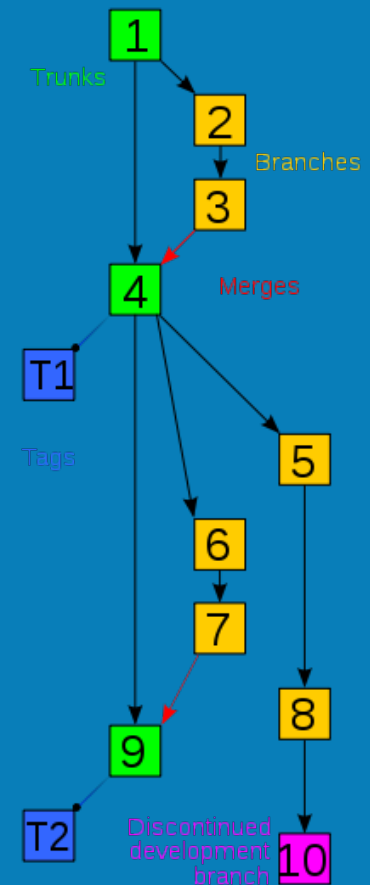 1
Trunks
2
Branches
3
4
Merges
T1
Tags
5
6
7
8
9
T2
Discontinued
development
branch
10